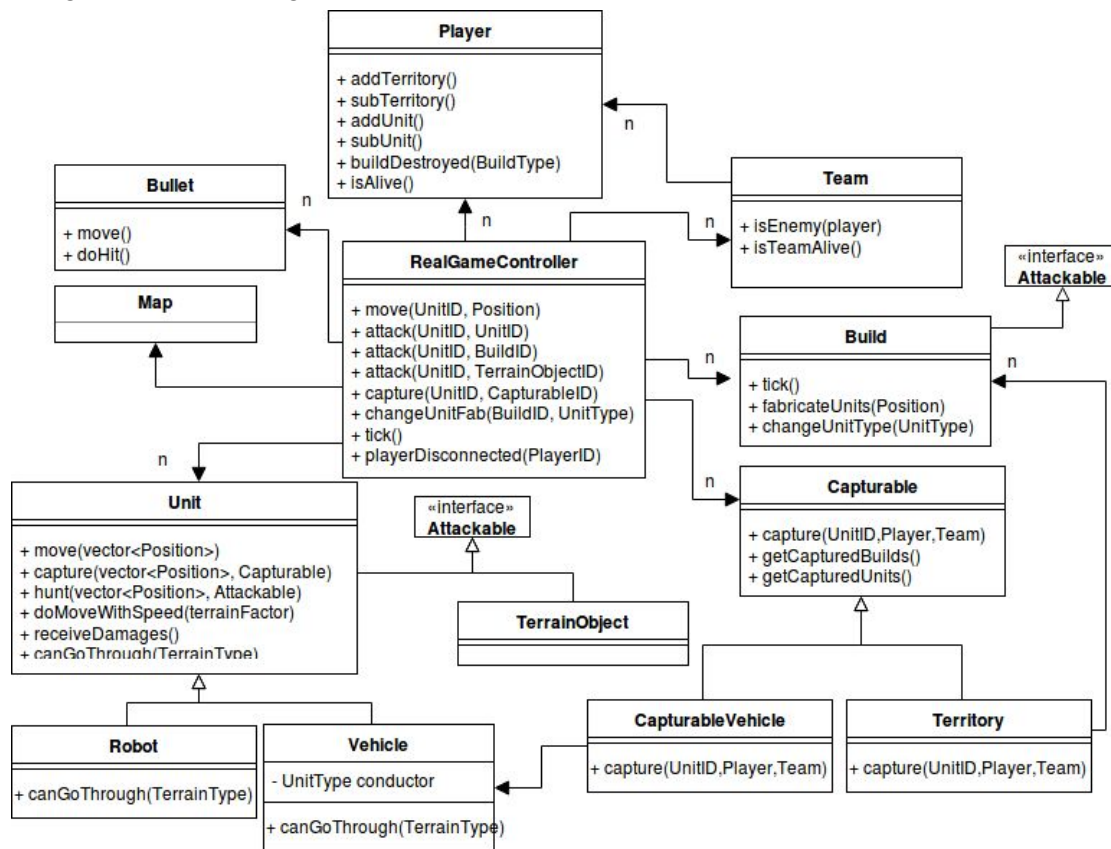 Player
+ addTerritory()
+ subTerritory()
+ addUnit()
+ subUnit()
+ buildDestroyed(BuildType)
+ isAlive()
n
Team
+ isEnemy(player)
+ isTeamAlive()
Bullet
+ move()
+ doHit()
n
n
n
Map
RealGameController
+ move(UnitID, Position)
+ attack(UnitID, UnitID)
+ attack(UnitID, BuildID)
+ attack(UnitID, TerrainObjectID)
+ capture(UnitID, CapturableID)
+ changeUnitFab(BuildID, UnitType)
+ tick()
+ playerDisconnected(PlayerID)
«interface»
Attackable
n
Build
+ tick()
+ fabricateUnits(Position)
+ changeUnitType(UnitType)
n
n
Unit
+ move(vector<Position>)
+ capture(vector<Position>, Capturable)
+ hunt(vector<Position>, Attackable)
+ doMoveWithSpeed(terrainFactor)
+ receiveDamages()
+ canGoThrough(TerrainType)
«interface»
Attackable
TerrainObject
n
Capturable
+ capture(UnitID,Player,Team)
+ getCapturedBuilds()
+ getCapturedUnits()
Robot
+ canGoThrough(TerrainType)
Vehicle
- UnitType conductor
+ canGoThrough(TerrainType)
CapturableVehicle
+ capture(UnitID,Player,Team)
Territory
+ capture(UnitID,Player,Team)